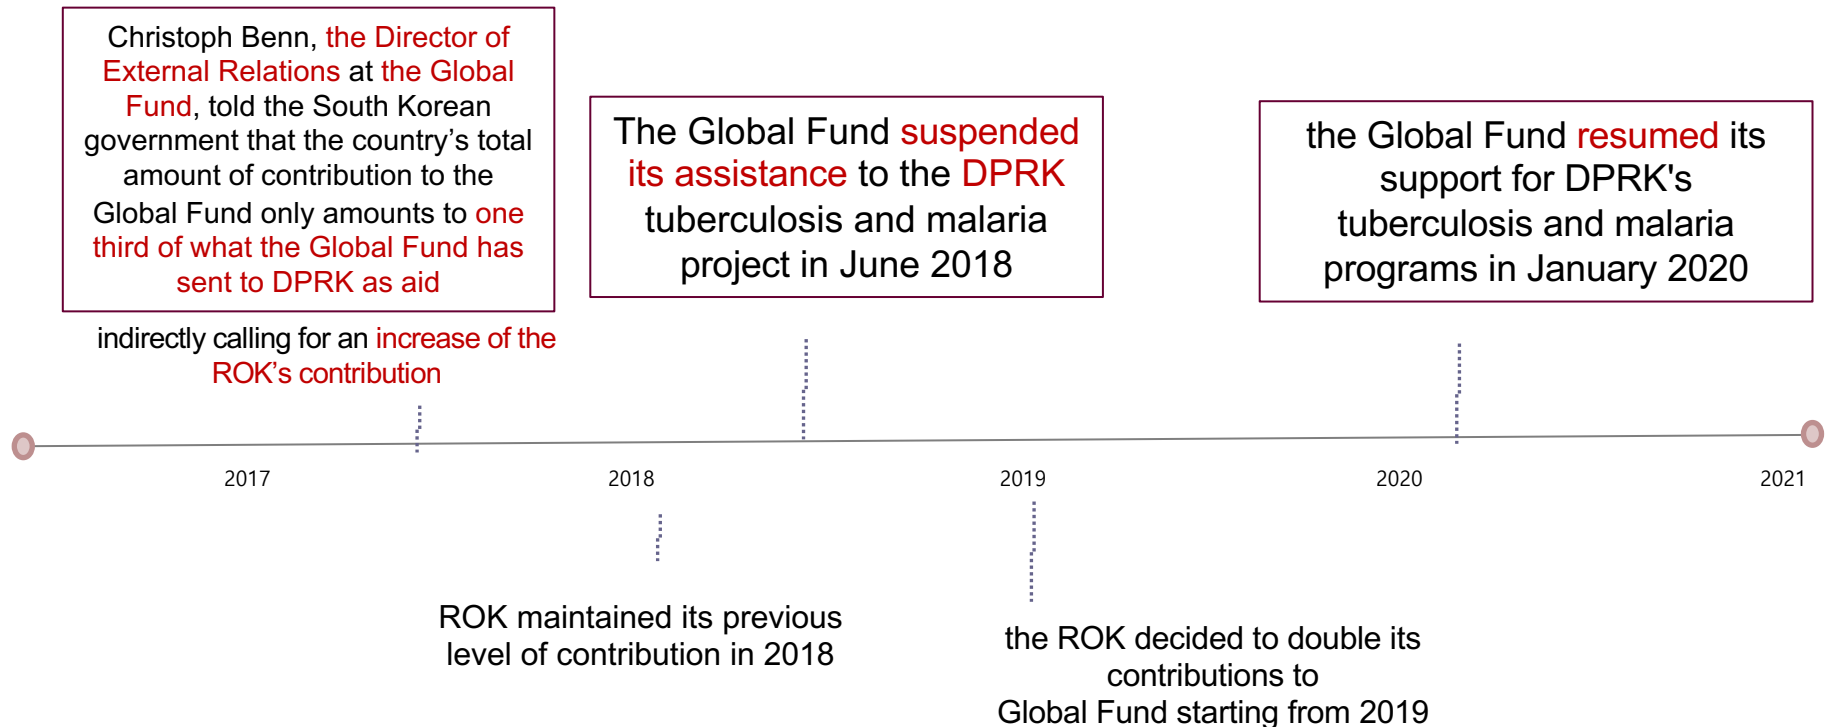 Christoph Benn, the Director of
External Relations at the Global
Fund, told the South Korean
government that the country’s total
amount of contribution to the
Global Fund only amounts to one
third of what the Global Fund has
sent to DPRK as aid
indirectly calling for an increase of the
ROK’s contribution
The Global Fund suspended
its assistance to the DPRK
tuberculosis and malaria
project in June 2018
the Global Fund resumed its
support for DPRK's
tuberculosis and malaria
programs in January 2020
2017
2018
2019
2020
2021
ROK maintained its previous
level of contribution in 2018
the ROK decided to double its
contributions to
Global Fund starting from 2019